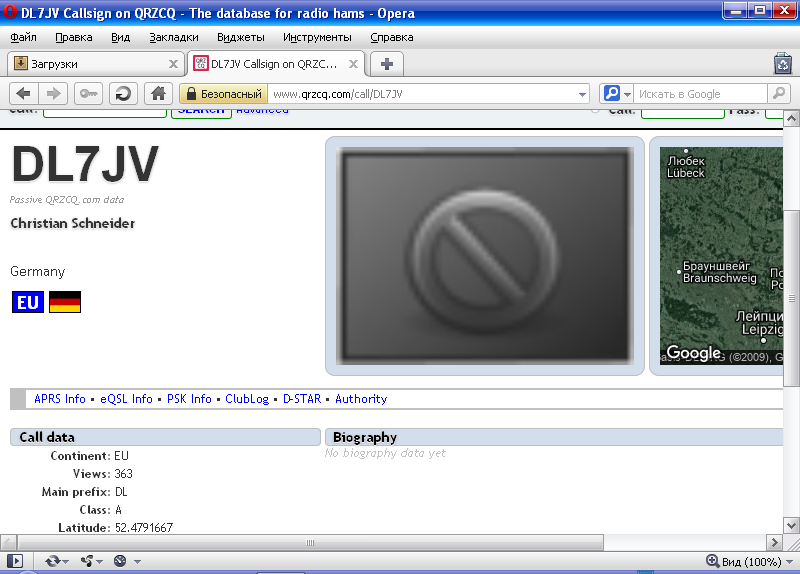 DL7JV Callsign on QRZCQ - The database for radio hams - Opera
Файл Правка Вид Закладки Виджеты Инструменты Справка
Загрузки
DL7JV Callsign on QRZC...
Безопасный www.qrzcq.com/call/DL7JV Искать в Google
Call: SEARCH Advanced Call: Pass:
DL7JV
Passive QRZCQ.com data
Christian Schneider
Germany
EU
Любек
Lübeck
Брауншвейг
Braunschweig
Лейпци
Leipzig
Google
(©2009), G
APRS Info • eQSL Info • PSK Info • ClubLog • D-STAR • Authority
Call data
Biography
Continent: EU
No biography data yet
Views: 363
Main prefix: DL
Class: A
Latitude: 52.4791667
Вид (100%)